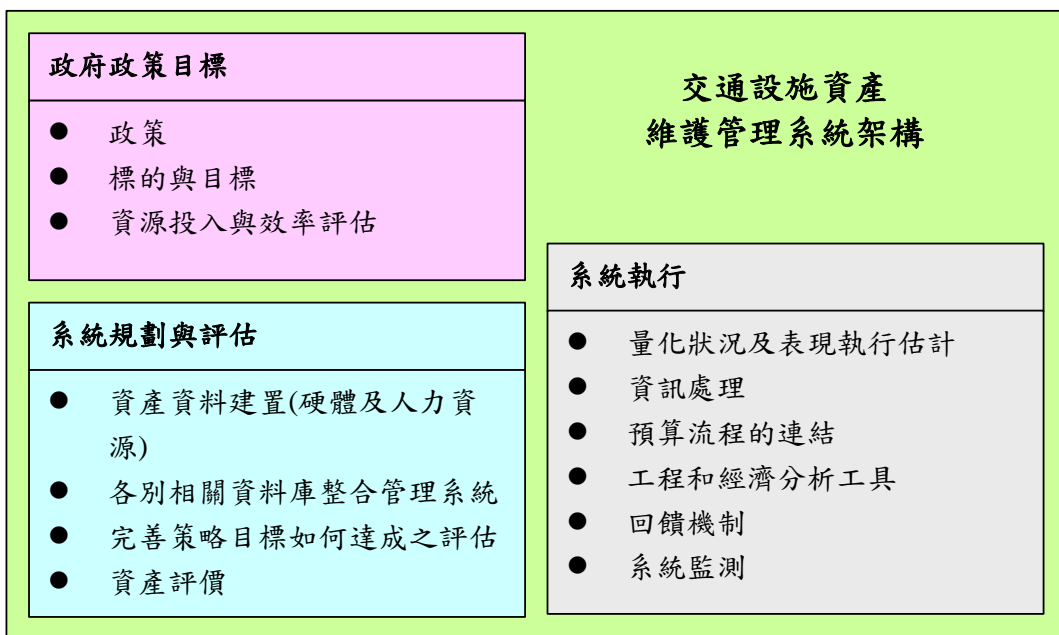 政府政策目標
● 政策
● 標的與目標
● 資源投入與效率評估
交通設施資產
維護管理系統架構
系統規劃與評估
● 資產資料建置(硬體及人力資
源)
● 各別相關資料庫整合管理系統
● 完善策略目標如何達成之評估
● 資產評價
系統執行
● 量化狀況及表現執行估計
● 資訊處理
● 預算流程的連結
● 工程和經濟分析工具
● 回饋機制
● 系統監測